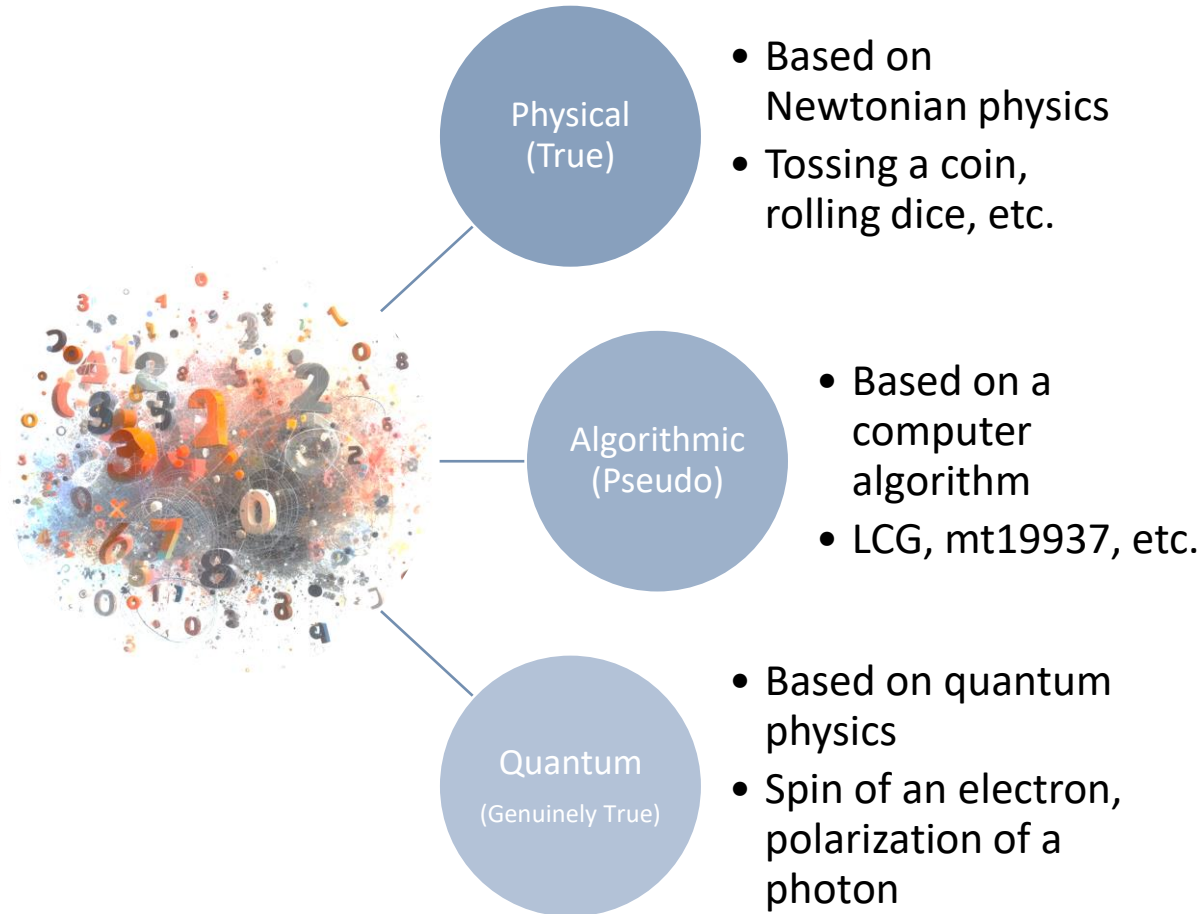 Physical
(True)
• Based on
Newtonian physics
• Tossing a coin,
rolling dice, etc.
Algorithmic
(Pseudo)
• Based on a
computer
algorithm
• LCG, mt19937, etc.
Quantum
(Genuinely True)
• Based on quantum
physics
• Spin of an electron,
polarization of a
photon